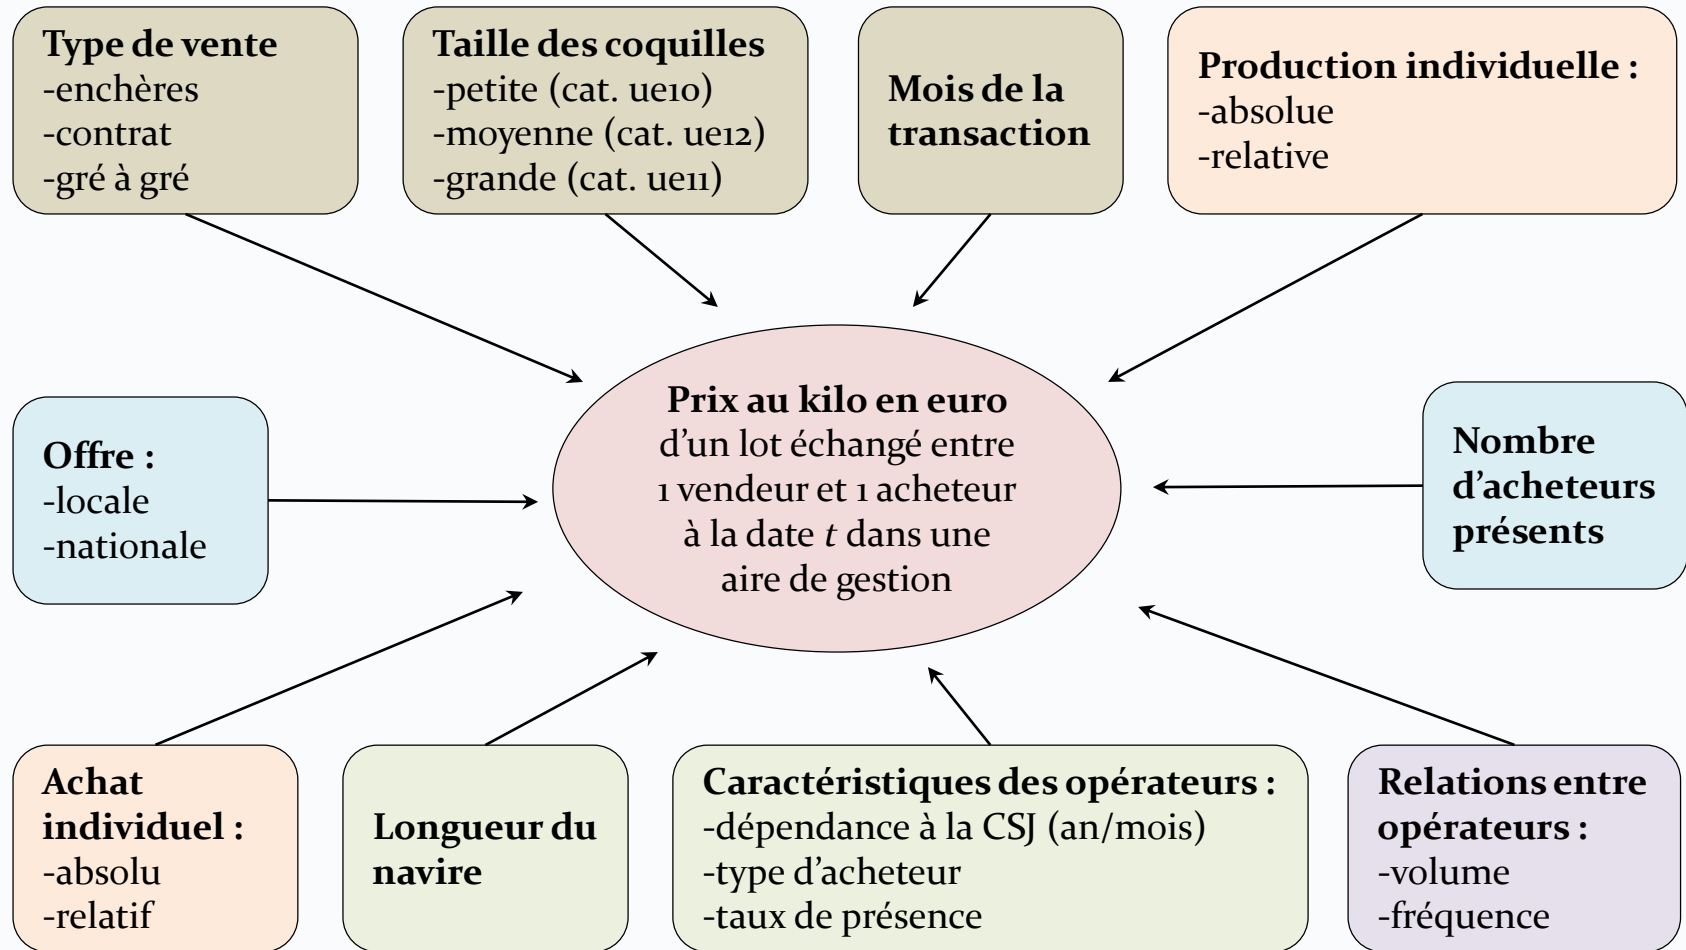 Type de vente
-enchères
-contrat
-gré à gré
Taille des coquilles
-petite (cat. ue10)
-moyenne (cat. ue12)
-grande (cat. ue11)
Mois de la
transaction
Production individuelle :
-absolue
-relative
Offre :
-locale
-nationale
Prix au kilo en euro
d’un lot échangé entre
1 vendeur et 1 acheteur
à la date t dans une
aire de gestion
Nombre
d’acheteurs
présents
Achat
individuel :
-absolu
-relatif
Longueur du
navire
Caractéristiques des opérateurs :
-dépendance à la CSJ (an/mois)
-type d’acheteur
-taux de présence
Relations entre
opérateurs :
-volume
-fréquence